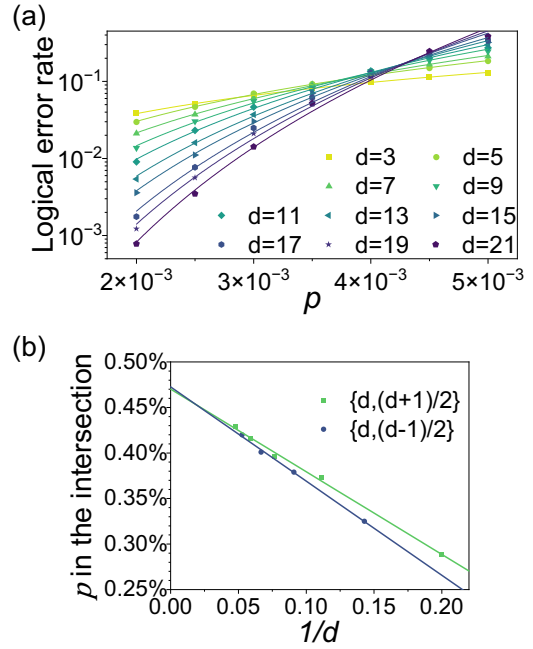 (a)
Logical error rate
10⁻¹
10⁻²
10⁻³
d=3 d=5
d=7 d=9
d=11 d=13 d=15
d=17 d=19 d=21
2×10⁻³ 3×10⁻³ 4×10⁻³ 5×10⁻³
p
(b)
p in the intersection
0.50%
0.45%
0.40%
0.35%
0.30%
0.25%
{d,(d+1)/2}
{d,(d-1)/2}
0.00 0.05 0.10 0.15 0.20
1/d